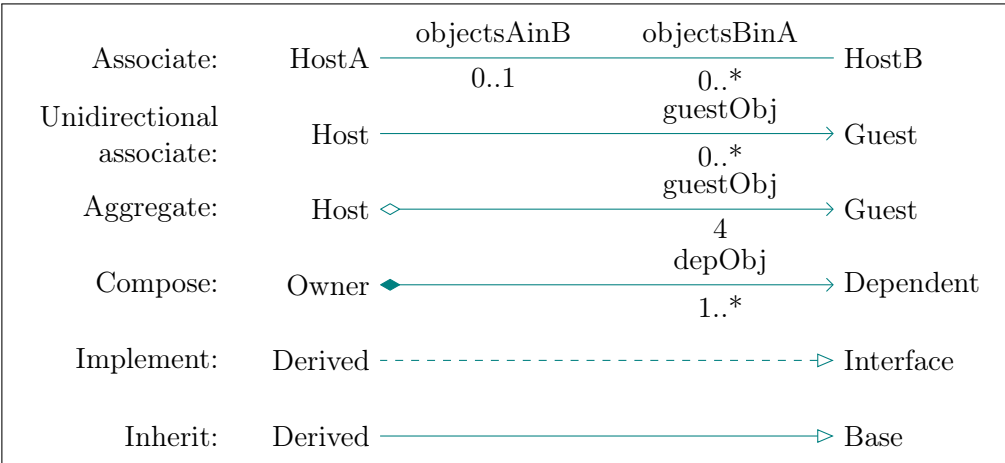 objectsAinB objectsBinA
Associate: HostA HostB
0..1 0..*
Unidirectional guestObj
associate: Host Guest
0..*
guestObj
Aggregate: Host Guest
4
depObj
Compose: Owner Dependent
1..*
Implement: Derived Interface
Inherit: Derived Base